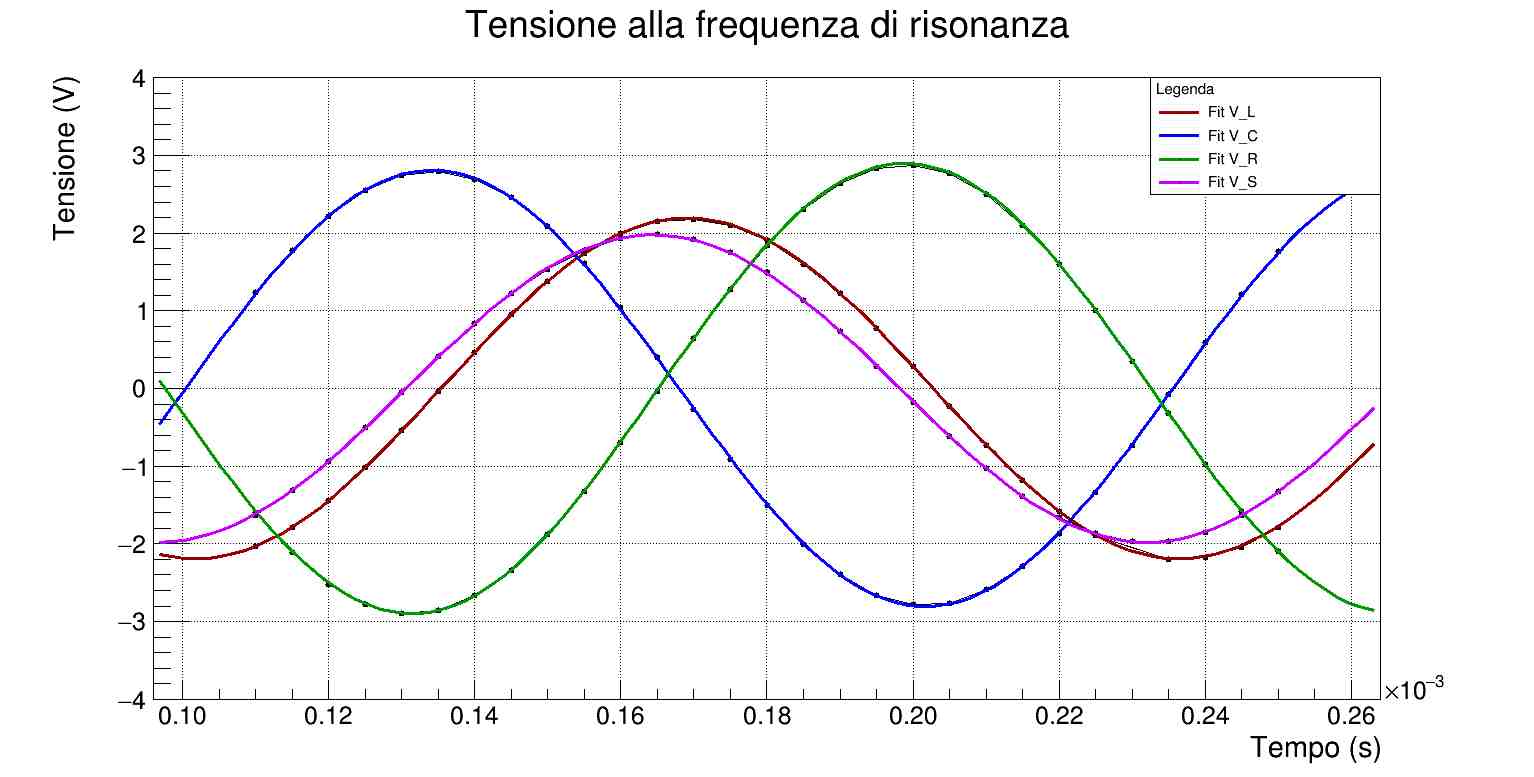 Tensione alla frequenza di risonanza
Tensione (V)
4
3
2
1
0
−1
−2
−3
−4
Legenda
Fit V_L
Fit V_C
Fit V_R
Fit V_S
0.10 0.12 0.14 0.16 0.18 0.20 0.22 0.24 0.26
×10⁻³
Tempo (s)